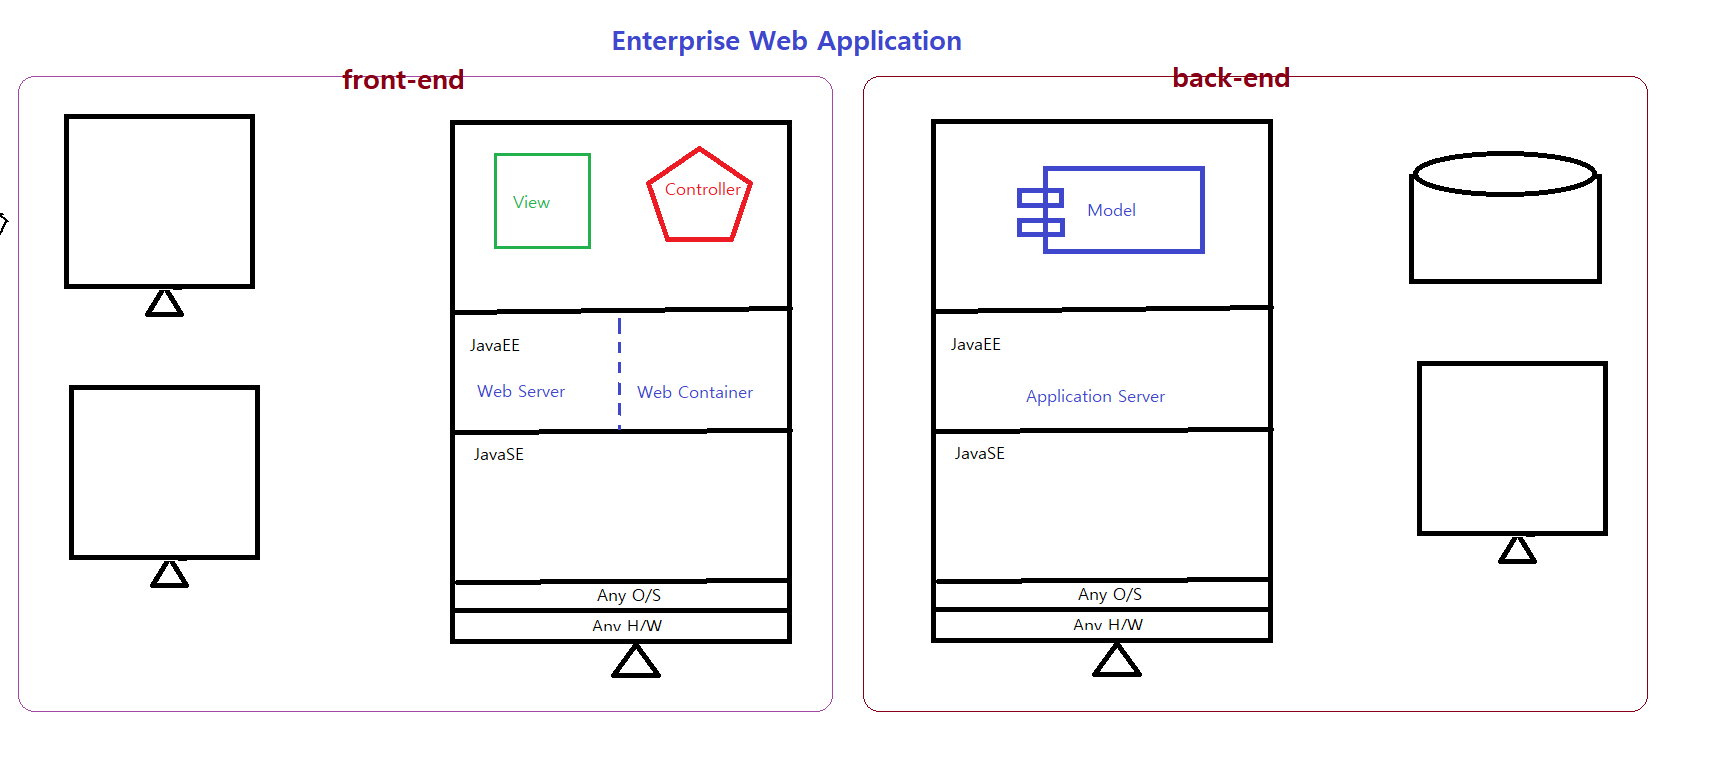 Enterprise Web Application
front-end
back-end
View
Controller
JavaEE
Web Server
Web Container
JavaSE
Any O/S
Any H/W
Model
JavaEE
Application Server
JavaSE
Any O/S
Any H/W